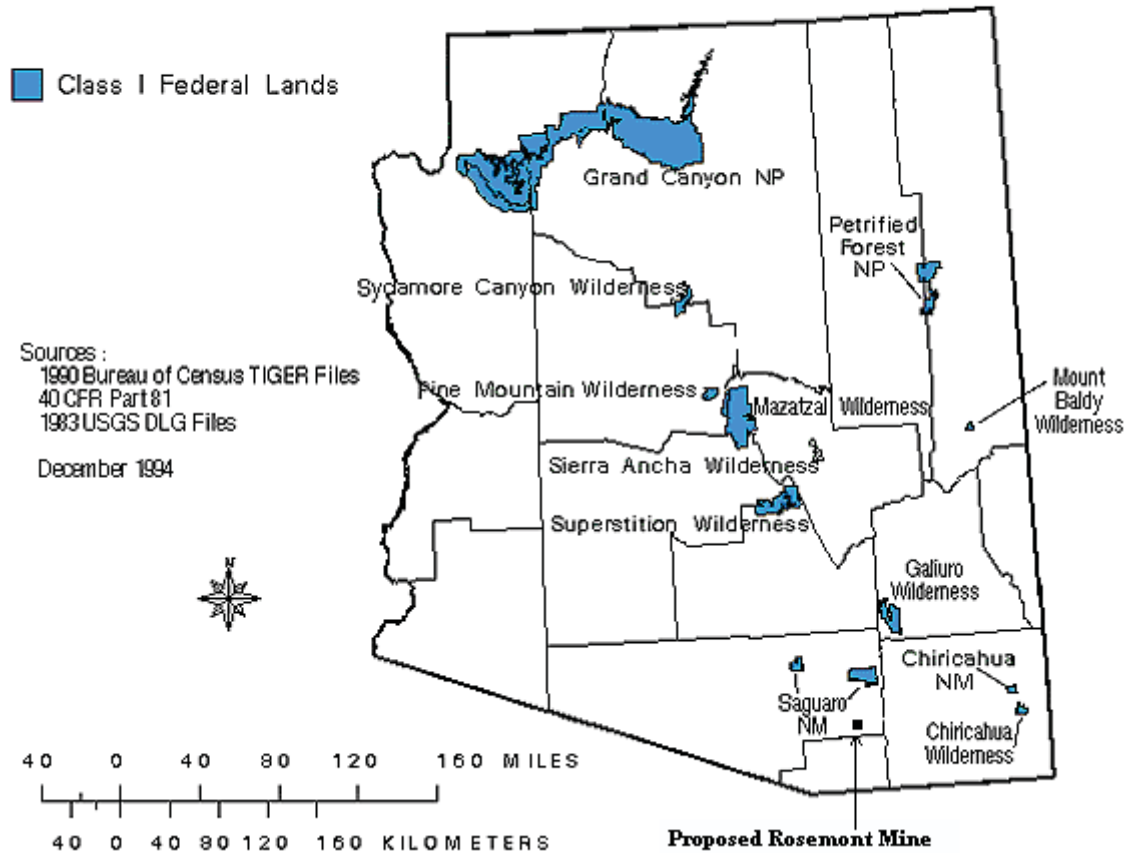 Class I Federal Lands
Grand Canyon NP
Petrified
Forest
NP
Sycamore Canyon Wilderness
Sources :
1990 Bureau of Census TIGER Files
40 CFR Part 81
1983 USGS DLG Files
December 1994
Pine Mountain Wilderness
Mazatzal Wilderness
Mount
Baldy
Wilderness
Sierra Ancha Wilderness
Superstition Wilderness
N
Galiuro
Wilderness
Chiricahua
NM
Saguaro
NM
Chiricahua
Wilderness
40 0 40 80 120 160 MILES
40 0 40 80 120 160 KILOMETERS
Proposed Rosemont Mine